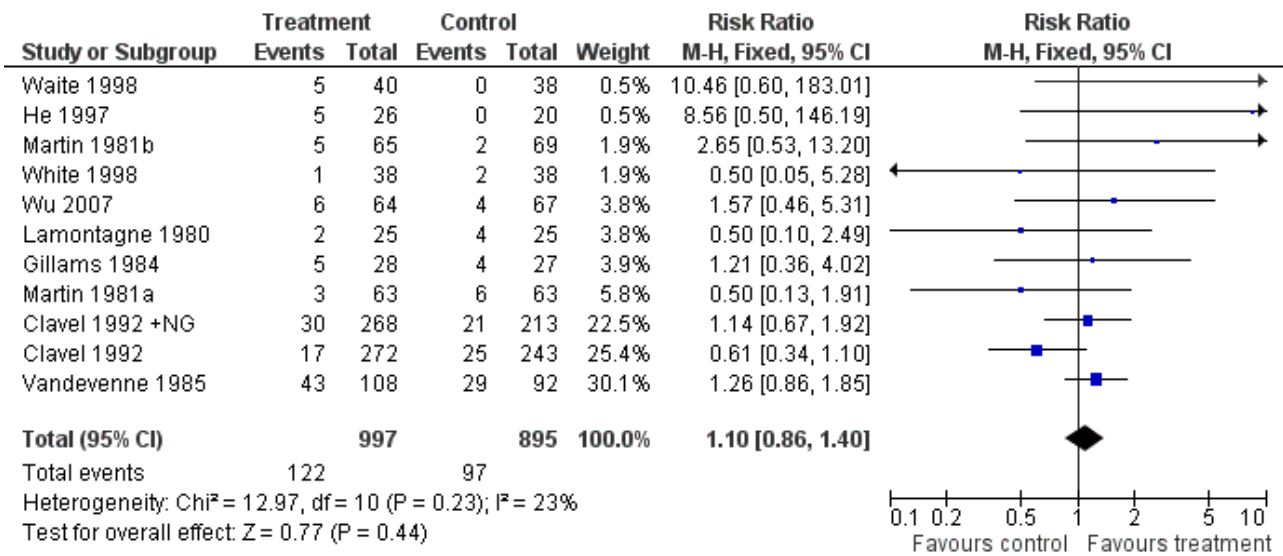 Treatment Control Risk Ratio Risk Ratio
Study or Subgroup Events Total Events Total Weight M-H, Fixed, 95% CI M-H, Fixed, 95% CI
Waite 1998 5 40 0 38 0.5% 10.46 [0.60, 183.01]
He 1997 5 26 0 20 0.5% 8.56 [0.50, 146.19]
Martin 1981b 5 65 2 69 1.9% 2.65 [0.53, 13.20]
White 1998 1 38 2 38 1.9% 0.50 [0.05, 5.28]
Wu 2007 6 64 4 67 3.8% 1.57 [0.46, 5.31]
Lamontagne 1980 2 25 4 25 3.8% 0.50 [0.10, 2.49]
Gillams 1984 5 28 4 27 3.9% 1.21 [0.36, 4.02]
Martin 1981a 3 63 6 63 5.8% 0.50 [0.13, 1.91]
Clavel 1992 +NG 30 268 21 213 22.5% 1.14 [0.67, 1.92]
Clavel 1992 17 272 25 243 25.4% 0.61 [0.34, 1.10]
Vandevenne 1985 43 108 29 92 30.1% 1.26 [0.86, 1.85]
Total (95% CI) 997 895 100.0% 1.10 [0.86, 1.40]
Total events 122 97
Heterogeneity: Chi² = 12.97, df = 10 (P = 0.23); I² = 23%
Test for overall effect: Z = 0.77 (P = 0.44)
0.1 0.2 0.5 1 2 5 10
Favours control Favours treatment